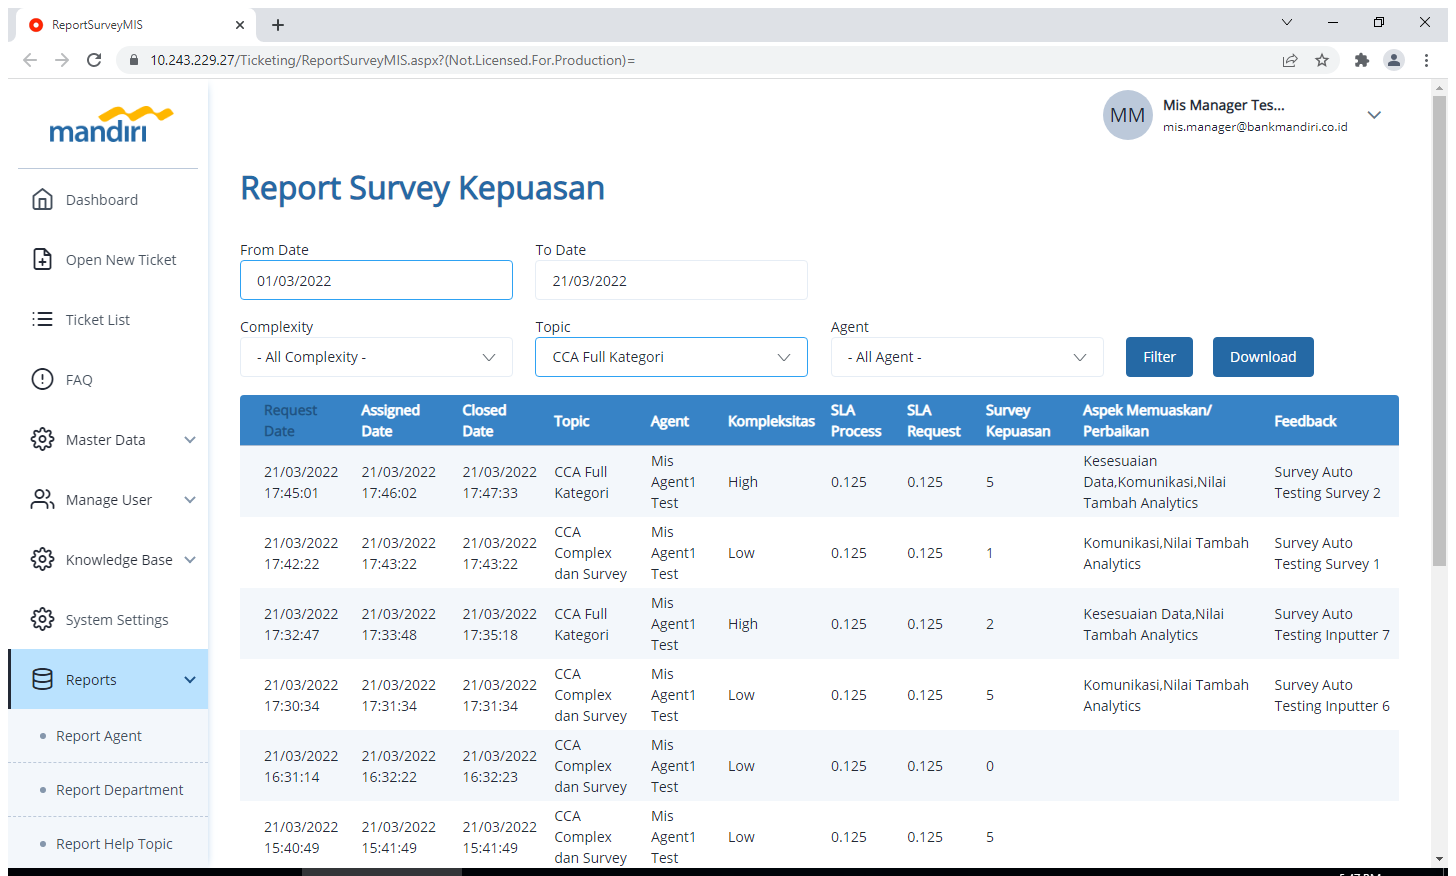 ReportSurveyMIS
10.243.229.27/Ticketing/ReportSurveyMIS.aspx?(Not.Licensed.For.Production)=
mandiri
MM
Mis Manager Tes...
mis.manager@bankmandiri.co.id
Dashboard
Open New Ticket
Ticket List
FAQ
Master Data
Manage User
Knowledge Base
System Settings
Reports
Report Agent
Report Department
Report Help Topic
Report Survey Kepuasan
From Date
To Date
01/03/2022
21/03/2022
Complexity
Topic
Agent
- All Complexity -
CCA Full Kategori
- All Agent -
Filter
Download
Request Date
Assigned Date
Closed Date
Topic
Agent
Kompleksitas
SLA Process
SLA Request
Survey Kepuasan
Aspek Memuaskan/ Perbaikan
Feedback
21/03/2022 17:45:01
21/03/2022 17:46:02
21/03/2022 17:47:33
CCA Full Kategori
Mis Agent1 Test
High
0.125
0.125
5
Kesesuaian Data,Komunikasi,Nilai Tambah Analytics
Survey Auto Testing Survey 2
21/03/2022 17:42:22
21/03/2022 17:43:22
21/03/2022 17:43:22
CCA Complex dan Survey
Mis Agent1 Test
Low
0.125
0.125
1
Komunikasi,Nilai Tambah Analytics
Survey Auto Testing Survey 1
21/03/2022 17:32:47
21/03/2022 17:33:48
21/03/2022 17:35:18
CCA Full Kategori
Mis Agent1 Test
High
0.125
0.125
2
Kesesuaian Data,Nilai Tambah Analytics
Survey Auto Testing Inputter 7
21/03/2022 17:30:34
21/03/2022 17:31:34
21/03/2022 17:31:34
CCA Complex dan Survey
Mis Agent1 Test
Low
0.125
0.125
5
Komunikasi,Nilai Tambah Analytics
Survey Auto Testing Inputter 6
21/03/2022 16:31:14
21/03/2022 16:32:22
21/03/2022 16:32:23
CCA Complex dan Survey
Mis Agent1 Test
Low
0.125
0.125
0
21/03/2022 15:40:49
21/03/2022 15:41:49
21/03/2022 15:41:49
CCA Complex dan Survey
Mis Agent1 Test
Low
0.125
0.125
5